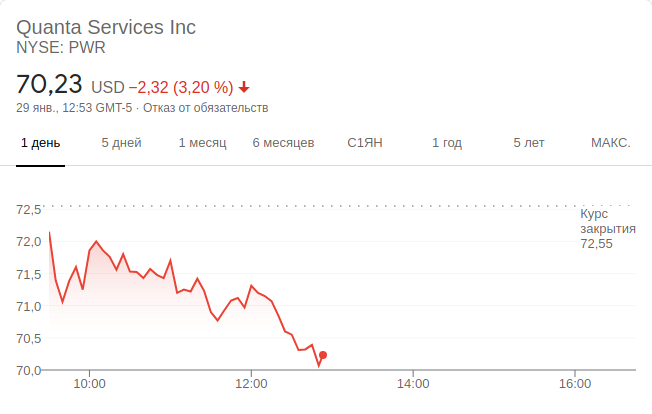 Quanta Services Inc
NYSE: PWR
70,23 USD −2,32 (3,20 %)
29 янв., 12:53 GMT-5 · Отказ от обязательств
1 день 5 дней 1 месяц 6 месяцев С1ЯН 1 год 5 лет МАКС.
72,5
Курс
закрытия
72,55
72,0
71,5
71,0
70,5
70,0
10:00 12:00 14:00 16:00